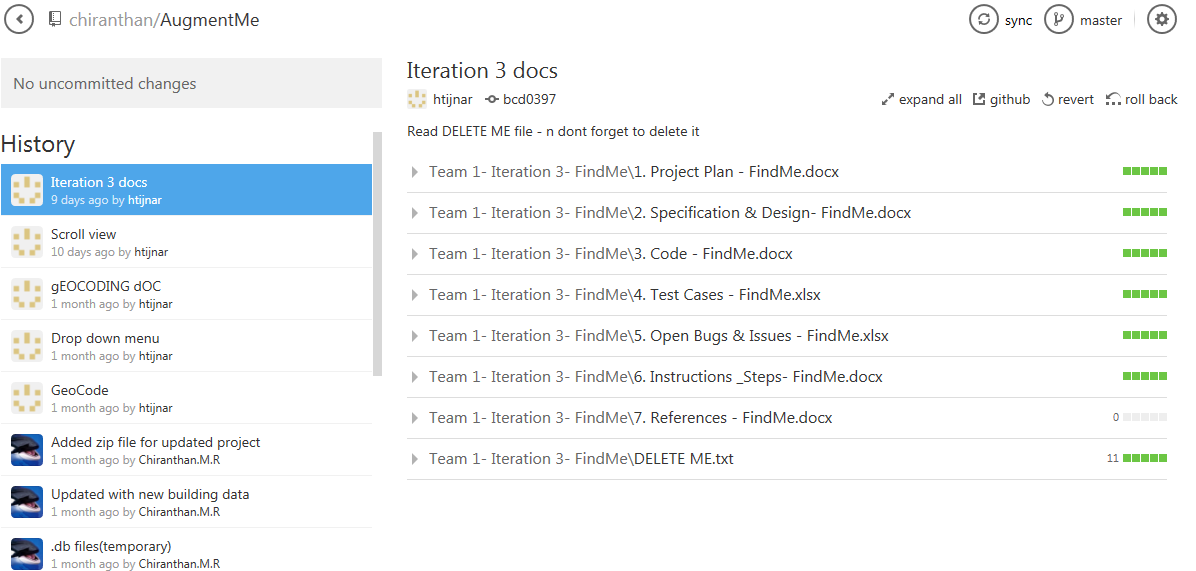 chiranthan/AugmentMe
sync
master
No uncommitted changes
History
Iteration 3 docs
9 days ago by htijnar
Scroll view
10 days ago by htijnar
gEOCODING dOC
1 month ago by htijnar
Drop down menu
1 month ago by htijnar
GeoCode
1 month ago by htijnar
Added zip file for updated project
1 month ago by Chiranthan.M.R
Updated with new building data
1 month ago by Chiranthan.M.R
.db files(temporary)
1 month ago by Chiranthan.M.R
Iteration 3 docs
htijnar bcd0397
expand all github revert roll back
Read DELETE ME file - n dont forget to delete it
Team 1- Iteration 3- FindMe\1. Project Plan - FindMe.docx
Team 1- Iteration 3- FindMe\2. Specification & Design- FindMe.docx
Team 1- Iteration 3- FindMe\3. Code - FindMe.docx
Team 1- Iteration 3- FindMe\4. Test Cases - FindMe.xlsx
Team 1- Iteration 3- FindMe\5. Open Bugs & Issues - FindMe.xlsx
Team 1- Iteration 3- FindMe\6. Instructions _Steps- FindMe.docx
Team 1- Iteration 3- FindMe\7. References - FindMe.docx 0
Team 1- Iteration 3- FindMe\DELETE ME.txt 11